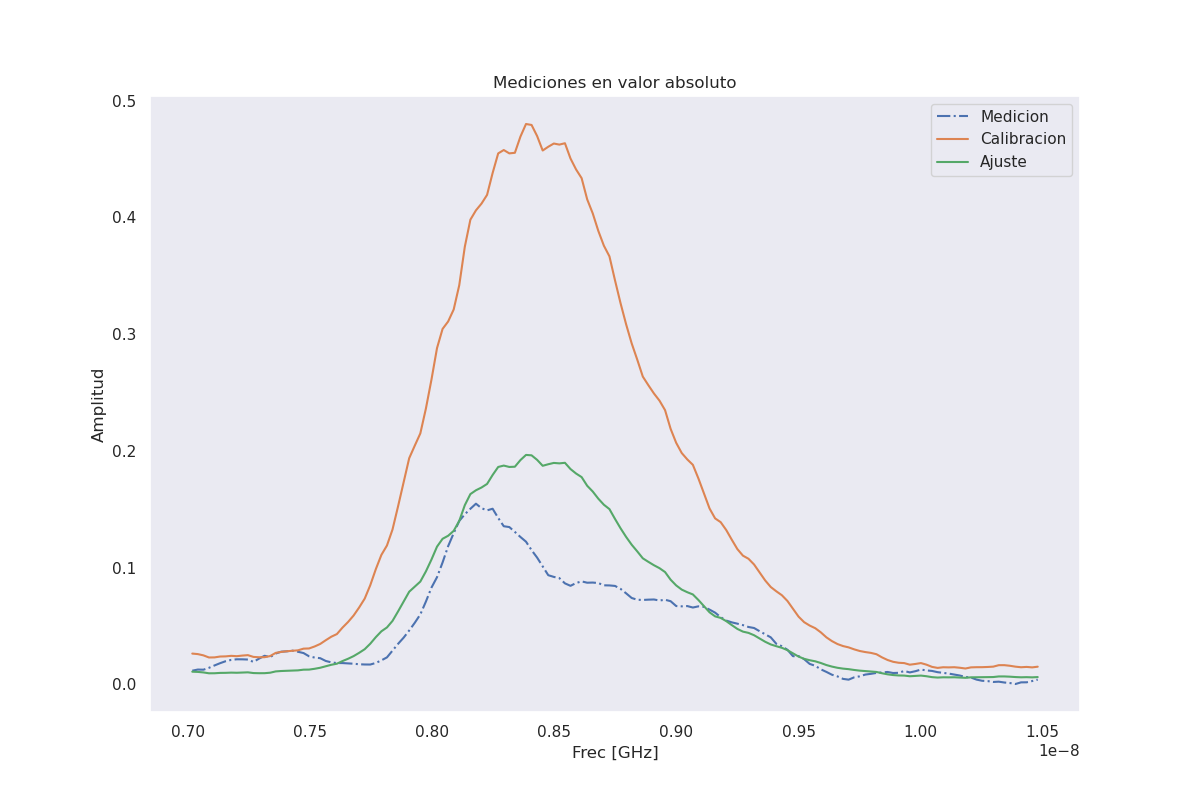 Mediciones en valor absoluto
Medicion
Calibracion
Ajuste
Amplitud
0.5
0.4
0.3
0.2
0.1
0.0
0.70 0.75 0.80 0.85 0.90 0.95 1.00 1.05
1e−8
Frec [GHz]